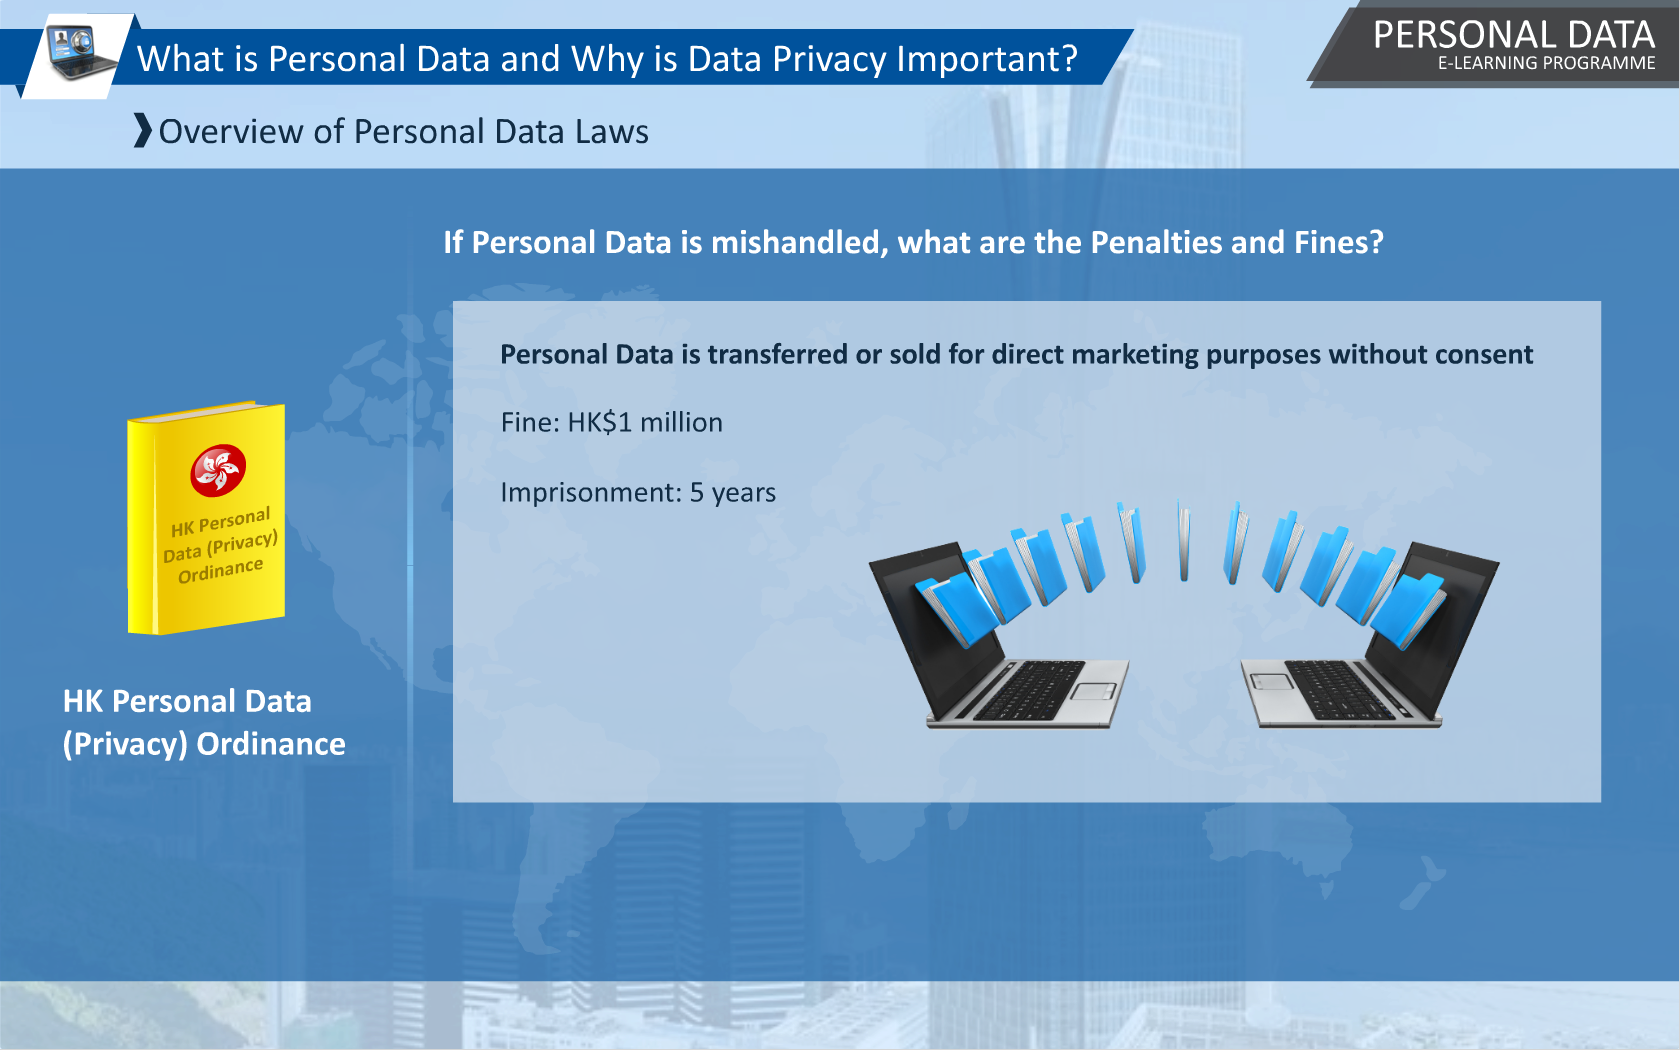 What is Personal Data and Why is Data Privacy Important?
PERSONAL DATA
E-LEARNING PROGRAMME
Overview of Personal Data Laws
If Personal Data is mishandled, what are the Penalties and Fines?
Personal Data is transferred or sold for direct marketing purposes without consent
Fine: HK$1 million
Imprisonment: 5 years
HK Personal
Data (Privacy)
Ordinance
HK Personal Data
(Privacy) Ordinance